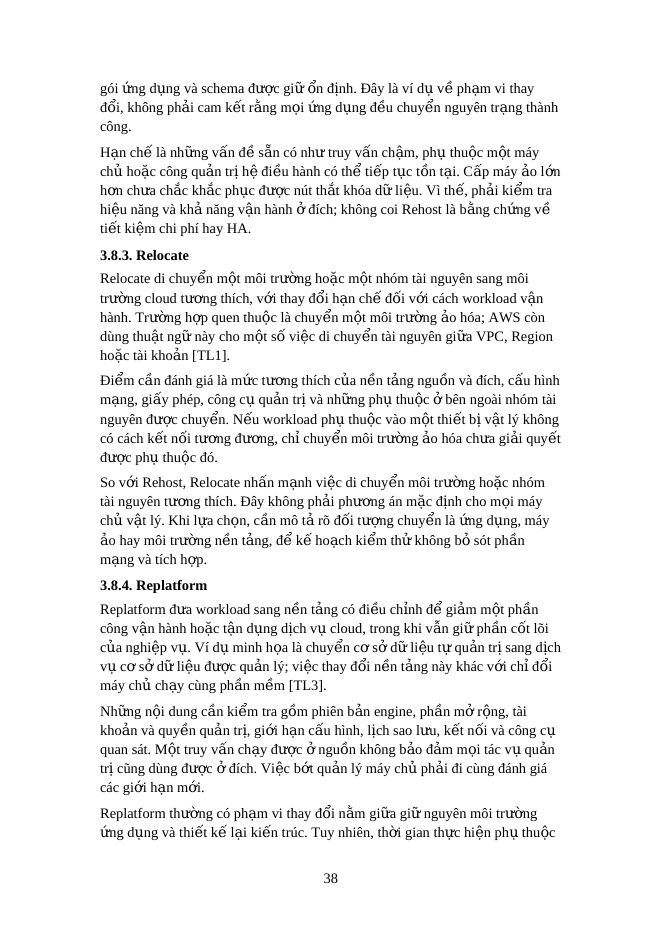 gói ứng dụng và schema được giữ ổn định. Đây là ví dụ về phạm vi thay
đổi, không phải cam kết rằng mọi ứng dụng đều chuyển nguyên trạng thành
công.
Hạn chế là những vấn đề sẵn có như truy vấn chậm, phụ thuộc một máy
chủ hoặc công quản trị hệ điều hành có thể tiếp tục tồn tại. Cấp máy ảo lớn
hơn chưa chắc khắc phục được nút thắt khóa dữ liệu. Vì thế, phải kiểm tra
hiệu năng và khả năng vận hành ở đích; không coi Rehost là bằng chứng về
tiết kiệm chi phí hay HA.
3.8.3. Relocate
Relocate di chuyển một môi trường hoặc một nhóm tài nguyên sang môi
trường cloud tương thích, với thay đổi hạn chế đối với cách workload vận
hành. Trường hợp quen thuộc là chuyển một môi trường ảo hóa; AWS còn
dùng thuật ngữ này cho một số việc di chuyển tài nguyên giữa VPC, Region
hoặc tài khoản [TL1].
Điểm cần đánh giá là mức tương thích của nền tảng nguồn và đích, cấu hình
mạng, giấy phép, công cụ quản trị và những phụ thuộc ở bên ngoài nhóm tài
nguyên được chuyển. Nếu workload phụ thuộc vào một thiết bị vật lý không
có cách kết nối tương đương, chỉ chuyển môi trường ảo hóa chưa giải quyết
được phụ thuộc đó.
So với Rehost, Relocate nhấn mạnh việc di chuyển môi trường hoặc nhóm
tài nguyên tương thích. Đây không phải phương án mặc định cho mọi máy
chủ vật lý. Khi lựa chọn, cần mô tả rõ đối tượng chuyển là ứng dụng, máy
ảo hay môi trường nền tảng, để kế hoạch kiểm thử không bỏ sót phần
mạng và tích hợp.
3.8.4. Replatform
Replatform đưa workload sang nền tảng có điều chỉnh để giảm một phần
công vận hành hoặc tận dụng dịch vụ cloud, trong khi vẫn giữ phần cốt lõi
của nghiệp vụ. Ví dụ minh họa là chuyển cơ sở dữ liệu tự quản trị sang dịch
vụ cơ sở dữ liệu được quản lý; việc thay đổi nền tảng này khác với chỉ đổi
máy chủ chạy cùng phần mềm [TL3].
Những nội dung cần kiểm tra gồm phiên bản engine, phần mở rộng, tài
khoản và quyền quản trị, giới hạn cấu hình, lịch sao lưu, kết nối và công cụ
quan sát. Một truy vấn chạy được ở nguồn không bảo đảm mọi tác vụ quản
trị cũng dùng được ở đích. Việc bớt quản lý máy chủ phải đi cùng đánh giá
các giới hạn mới.
Replatform thường có phạm vi thay đổi nằm giữa giữ nguyên môi trường
ứng dụng và thiết kế lại kiến trúc. Tuy nhiên, thời gian thực hiện phụ thuộc
38